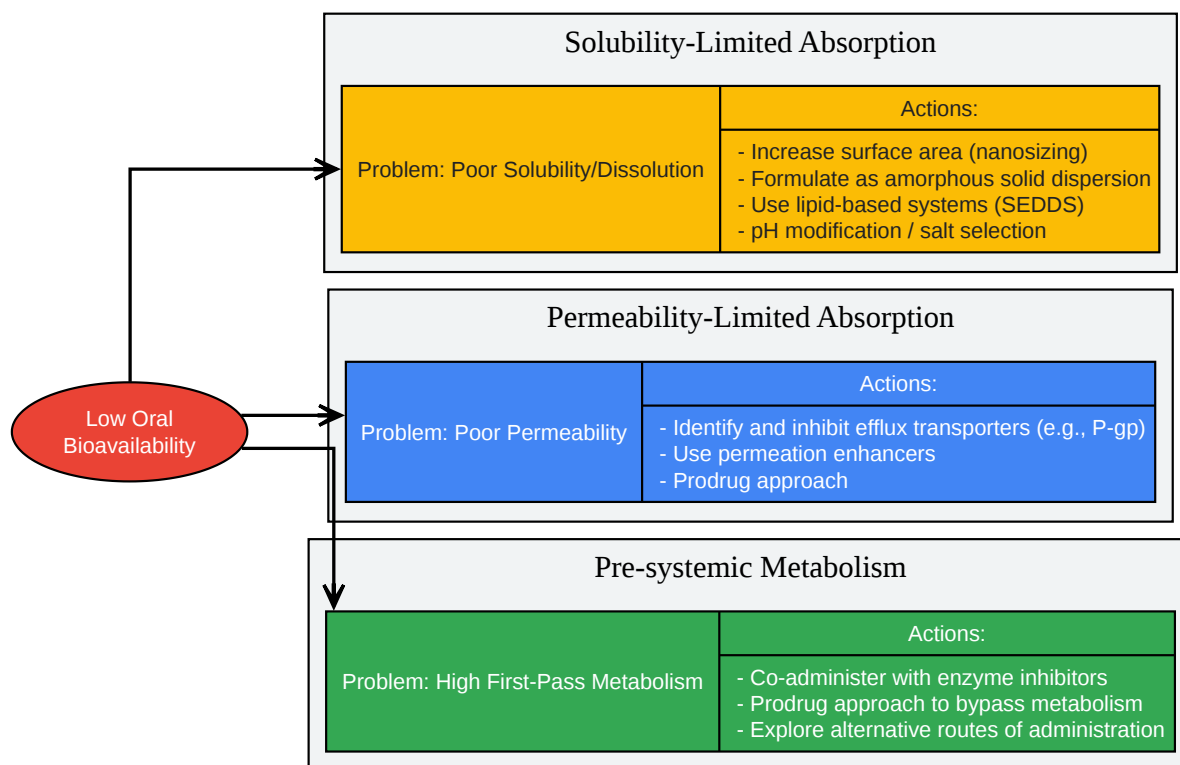 Solubility-Limited Absorption
Problem: Poor Solubility/Dissolution
Actions:
- Increase surface area (nanosizing)
- Formulate as amorphous solid dispersion
- Use lipid-based systems (SEDDS)
- pH modification / salt selection
Permeability-Limited Absorption
Low Oral
Bioavailability
Problem: Poor Permeability
Actions:
- Identify and inhibit efflux transporters (e.g., P-gp)
- Use permeation enhancers
- Prodrug approach
Pre-systemic Metabolism
Problem: High First-Pass Metabolism
Actions:
- Co-administer with enzyme inhibitors
- Prodrug approach to bypass metabolism
- Explore alternative routes of administration